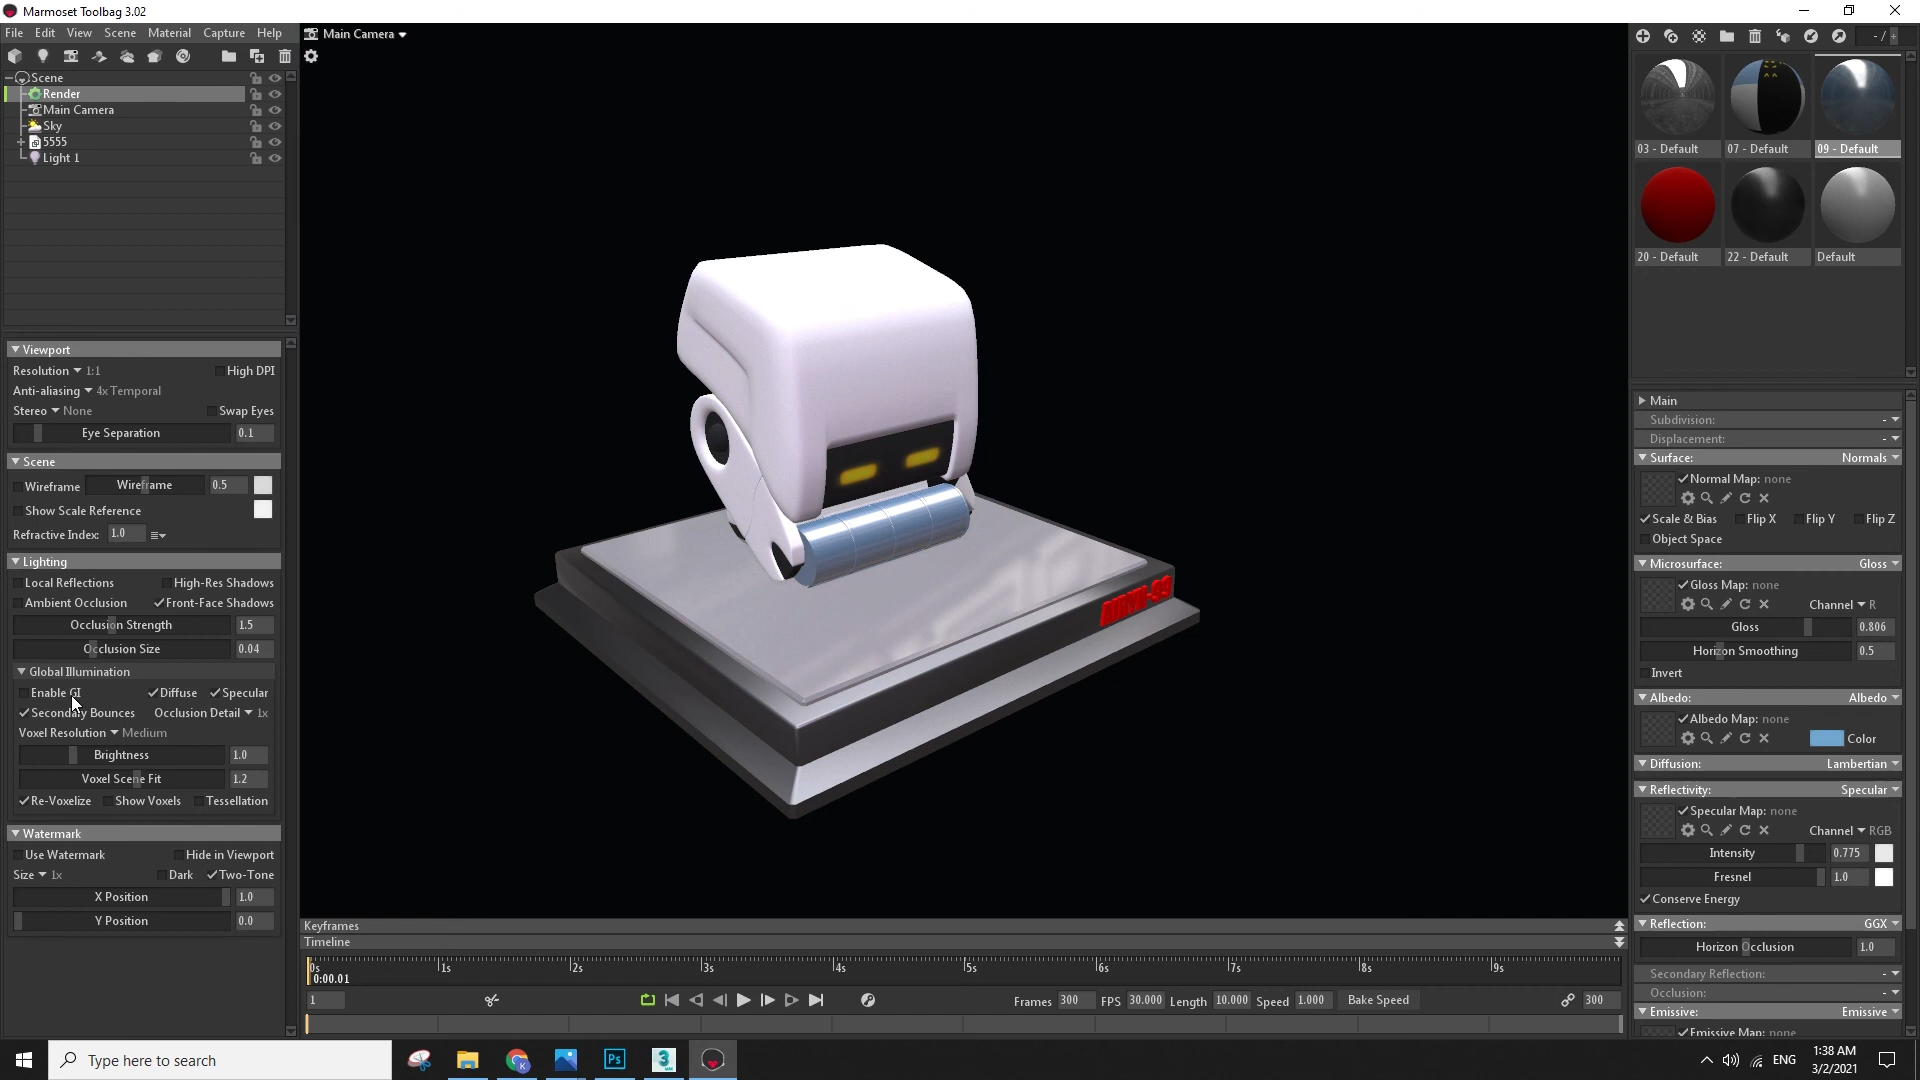 Marmoset Toolbag 3.02
File Edit View Scene Material Capture Help
Main Camera
- / +
Scene
Render
Main Camera
Sky
5555
Light 1
03 - Default 07 - Default 09 - Default
20 - Default 22 - Default Default
Viewport
Resolution 1:1 High DPI
Anti-aliasing 4x Temporal
Stereo None Swap Eyes
Eye Separation 0.1
Scene
Wireframe Wireframe 0.5
Show Scale Reference
Refractive Index: 1.0
Lighting
Local Reflections High-Res Shadows
Ambient Occlusion Front-Face Shadows
Occlusion Strength 1.5
Occlusion Size 0.04
Global Illumination
Enable GI Diffuse Specular
Secondary Bounces Occlusion Detail 1x
Voxel Resolution Medium
Brightness 1.0
Voxel Scene Fit 1.2
Re-Voxelize Show Voxels Tessellation
Watermark
Use Watermark Hide in Viewport
Size 1x Dark Two-Tone
X Position 1.0
Y Position 0.0
Main
Subdivision: -
Displacement: -
Surface: Normals
Normal Map: none
Scale & Bias Flip X Flip Y Flip Z
Object Space
Microsurface: Gloss
Gloss Map: none
Channel R
Gloss 0.806
Horizon Smoothing 0.5
Invert
Albedo: Albedo
Albedo Map: none
Color
Diffusion: Lambertian
Reflectivity: Specular
Specular Map: none
Channel RGB
Intensity 0.775
Fresnel 1.0
Conserve Energy
Reflection: GGX
Horizon Occlusion 1.0
Secondary Reflection: -
Occlusion: -
Emissive: Emissive
Emissive Map: none
Keyframes
Timeline
0s 1s 2s 3s 4s 5s 6s 7s 8s 9s
0:00.01
1 Frames 300 FPS 30.000 Length 10.000 Speed 1.000 Bake Speed 300
Type here to search
Ps
3
ENG
1:38 AM
3/2/2021